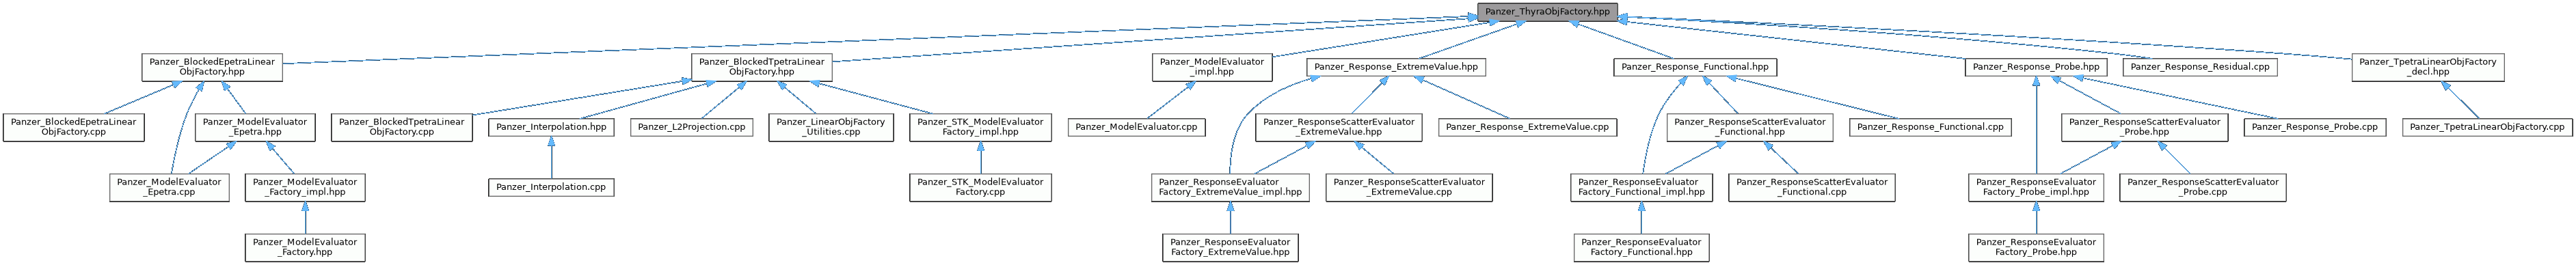 Panzer_ThyraObjFactory.hpp
Panzer_BlockedEpetraLinear
ObjFactory.hpp
Panzer_BlockedTpetraLinear
ObjFactory.hpp
Panzer_ModelEvaluator
_impl.hpp
Panzer_Response_ExtremeValue.hpp
Panzer_Response_Functional.hpp
Panzer_Response_Probe.hpp
Panzer_Response_Residual.cpp
Panzer_TpetraLinearObjFactory
_decl.hpp
Panzer_BlockedEpetraLinear
ObjFactory.cpp
Panzer_ModelEvaluator
_Epetra.hpp
Panzer_BlockedTpetraLinear
ObjFactory.cpp
Panzer_Interpolation.hpp
Panzer_L2Projection.cpp
Panzer_LinearObjFactory
_Utilities.cpp
Panzer_STK_ModelEvaluator
Factory_impl.hpp
Panzer_ModelEvaluator.cpp
Panzer_ResponseScatterEvaluator
_ExtremeValue.hpp
Panzer_Response_ExtremeValue.cpp
Panzer_ResponseScatterEvaluator
_Functional.hpp
Panzer_Response_Functional.cpp
Panzer_ResponseScatterEvaluator
_Probe.hpp
Panzer_Response_Probe.cpp
Panzer_TpetraLinearObjFactory.cpp
Panzer_ModelEvaluator
_Epetra.cpp
Panzer_ModelEvaluator
_Factory_impl.hpp
Panzer_Interpolation.cpp
Panzer_STK_ModelEvaluator
Factory.cpp
Panzer_ResponseEvaluator
Factory_ExtremeValue_impl.hpp
Panzer_ResponseScatterEvaluator
_ExtremeValue.cpp
Panzer_ResponseEvaluator
Factory_Functional_impl.hpp
Panzer_ResponseScatterEvaluator
_Functional.cpp
Panzer_ResponseEvaluator
Factory_Probe_impl.hpp
Panzer_ResponseScatterEvaluator
_Probe.cpp
Panzer_ModelEvaluator
_Factory.hpp
Panzer_ResponseEvaluator
Factory_ExtremeValue.hpp
Panzer_ResponseEvaluator
Factory_Functional.hpp
Panzer_ResponseEvaluator
Factory_Probe.hpp